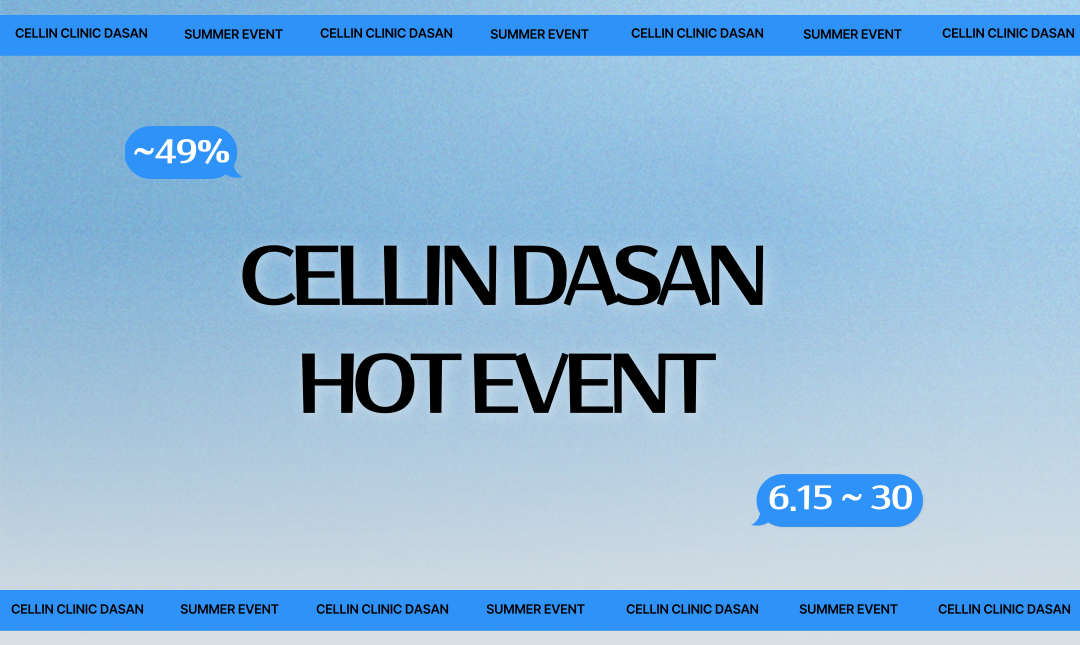 CELLIN CLINIC DASAN SUMMER EVENT CELLIN CLINIC DASAN SUMMER EVENT CELLIN CLINIC DASAN SUMMER EVENT CELLIN CLINIC DASAN
~49%
CELLIN DASAN
HOT EVENT
6.15 ~ 30
CELLIN CLINIC DASAN SUMMER EVENT CELLIN CLINIC DASAN SUMMER EVENT CELLIN CLINIC DASAN SUMMER EVENT CELLIN CLINIC DASAN